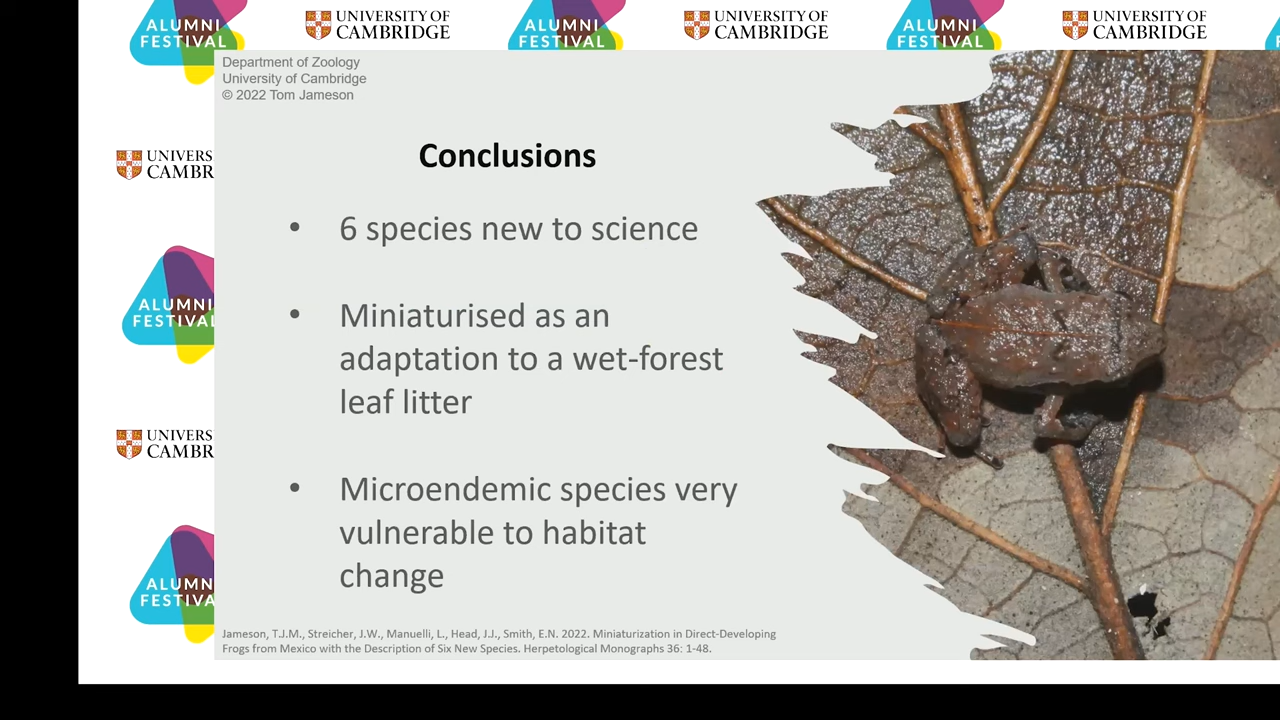 ALUMNI
FESTIVAL
UNIVERSITY OF
CAMBRIDGE
ALUMNI
FESTIVAL
UNIVERSITY OF
CAMBRIDGE
ALUMNI
FESTIVAL
UNIVERSITY OF
CAMBRIDGE
Department of Zoology
University of Cambridge
© 2022 Tom Jameson
UNIVERS
CAMBR
ALUMNI
FESTIVAL
UNIVERS
CAMBR
ALUMN
FESTIVA
Conclusions
• 6 species new to science
• Miniaturised as an
adaptation to a wet-forest
leaf litter
• Microendemic species very
vulnerable to habitat
change
Jameson, T.J.M., Streicher, J.W., Manuelli, L., Head, J.J., Smith, E.N. 2022. Miniaturization in Direct-Developing
Frogs from Mexico with the Description of Six New Species. Herpetological Monographs 36: 1-48.